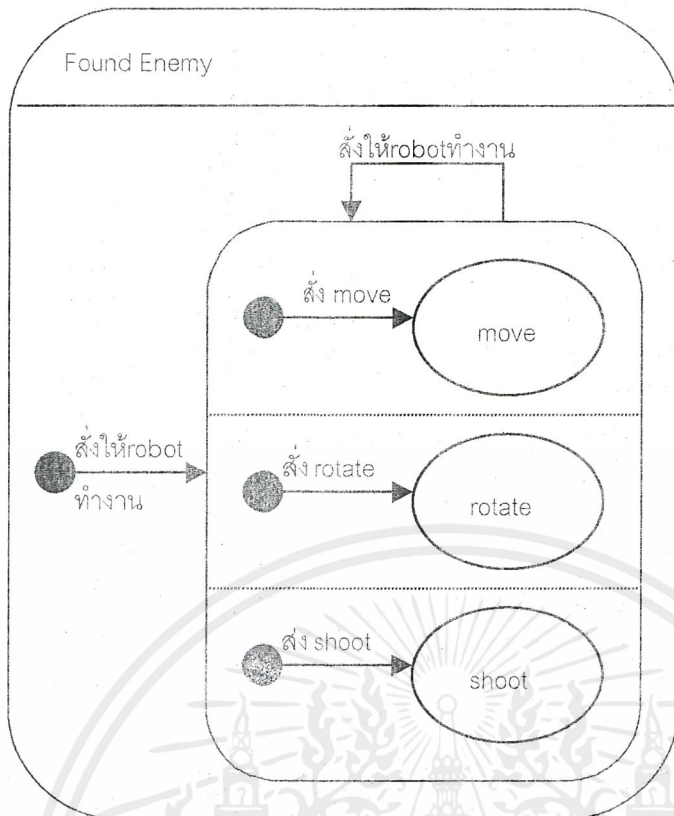 Found Enemy
สั่งให้robotทำงาน
สั่ง move
move
สั่งให้robot
ทำงาน
สั่ง rotate
rotate
สั่ง shoot
shoot